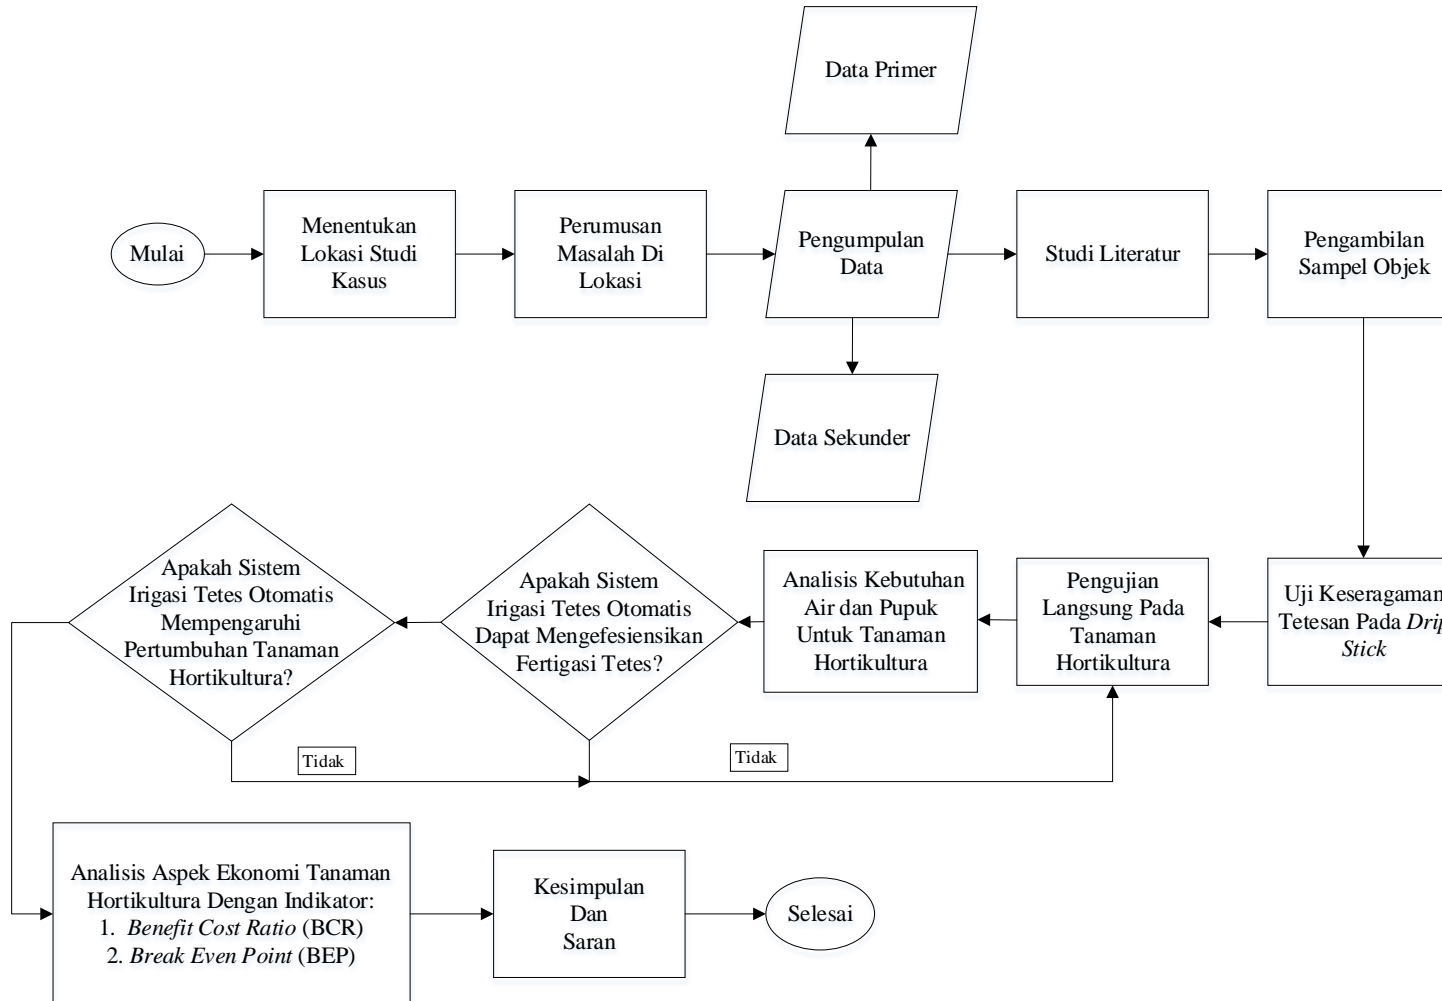 Data Primer
Mulai
Menentukan
Lokasi Studi
Kasus
Perumusan
Masalah Di
Lokasi
Pengumpulan
Data
Studi Literatur
Pengambilan
Sampel Objek
Data Sekunder
Uji Keseragaman
Tetesan Pada Drip
Stick
Pengujian
Langsung Pada
Tanaman
Hortikultura
Analisis Kebutuhan
Air dan Pupuk
Untuk Tanaman
Hortikultura
Apakah Sistem
Irigasi Tetes Otomatis
Dapat Mengefesiensikan
Fertigasi Tetes?
Apakah Sistem
Irigasi Tetes Otomatis
Mempengaruhi
Pertumbuhan Tanaman
Hortikultura?
Tidak
Tidak
Analisis Aspek Ekonomi Tanaman
Hortikultura Dengan Indikator:
1. Benefit Cost Ratio (BCR)
2. Break Even Point (BEP)
Kesimpulan
Dan
Saran
Selesai